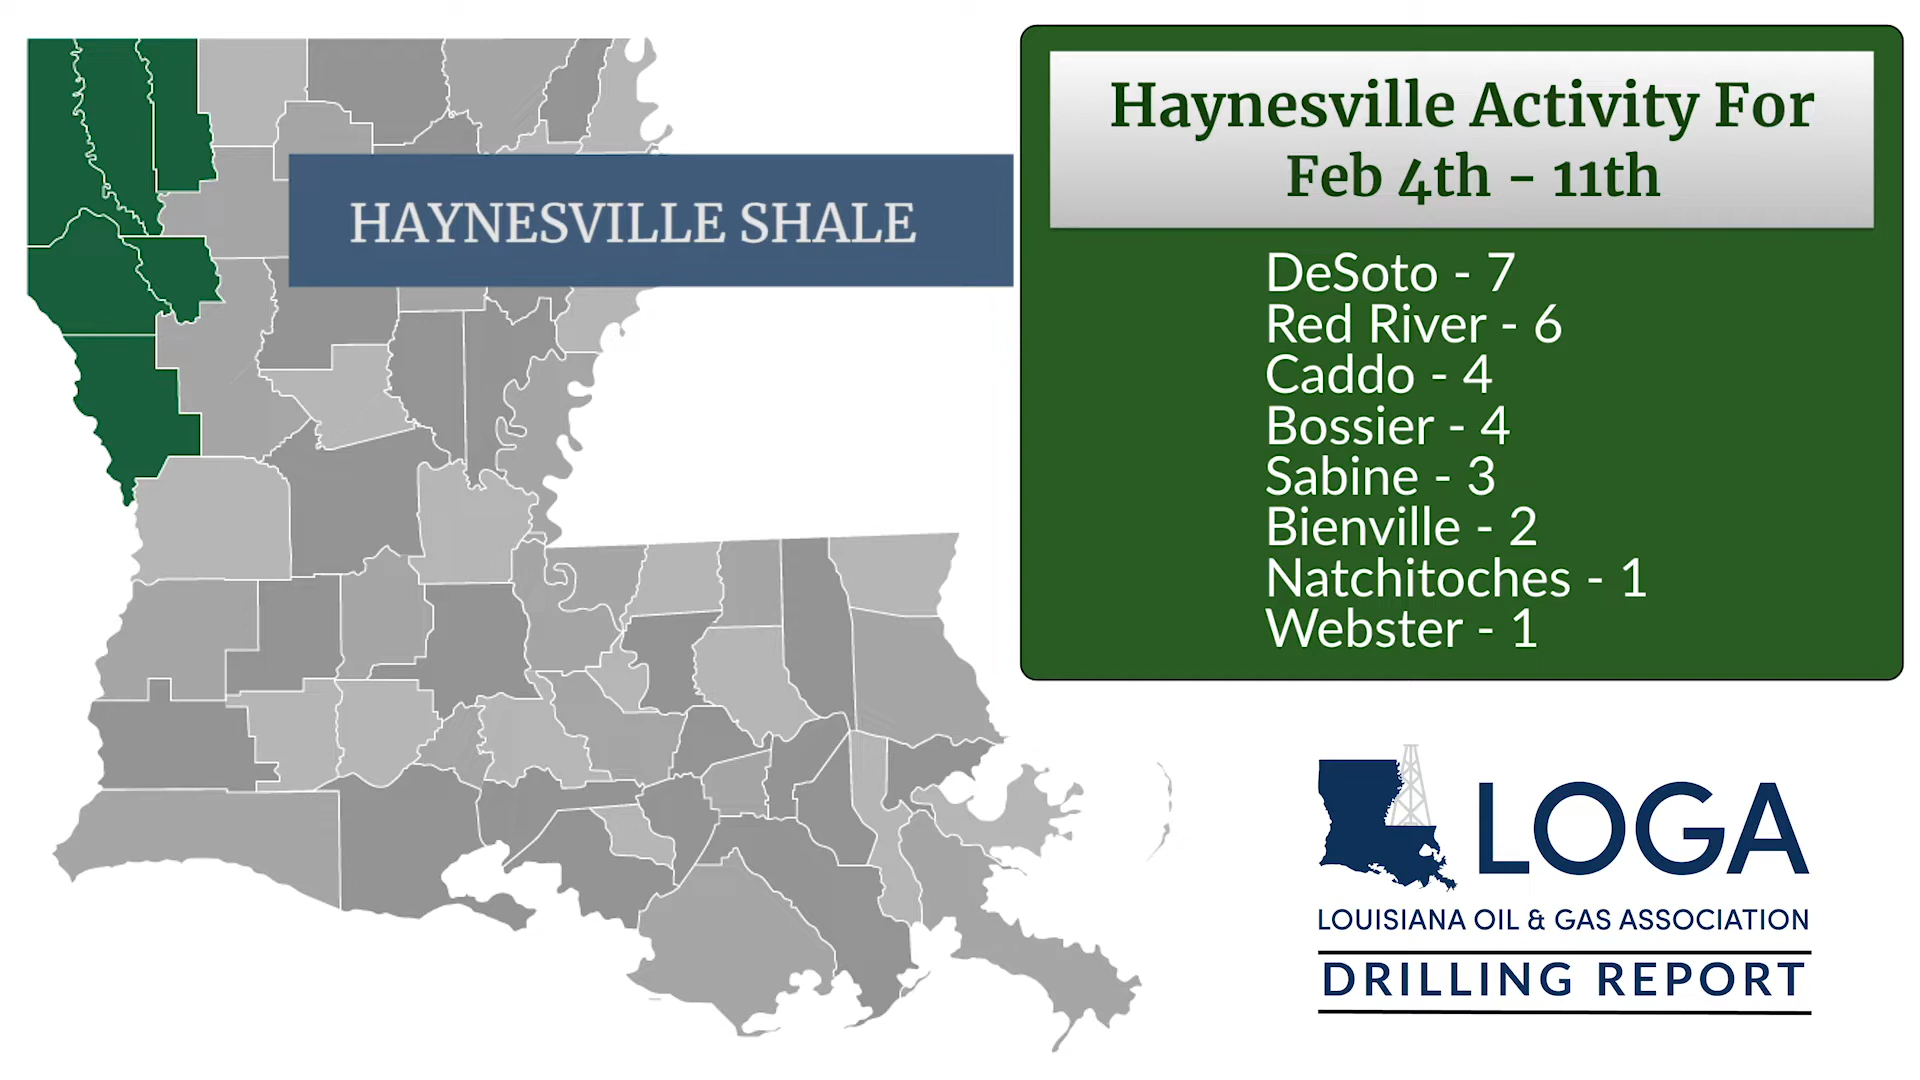 HAYNESVILLE SHALE
Haynesville Activity For
Feb 4th - 11th
DeSoto - 7
Red River - 6
Caddo - 4
Bossier - 4
Sabine - 3
Bienville - 2
Natchitoches - 1
Webster - 1
LOGA
LOUISIANA OIL & GAS ASSOCIATION
DRILLING REPORT